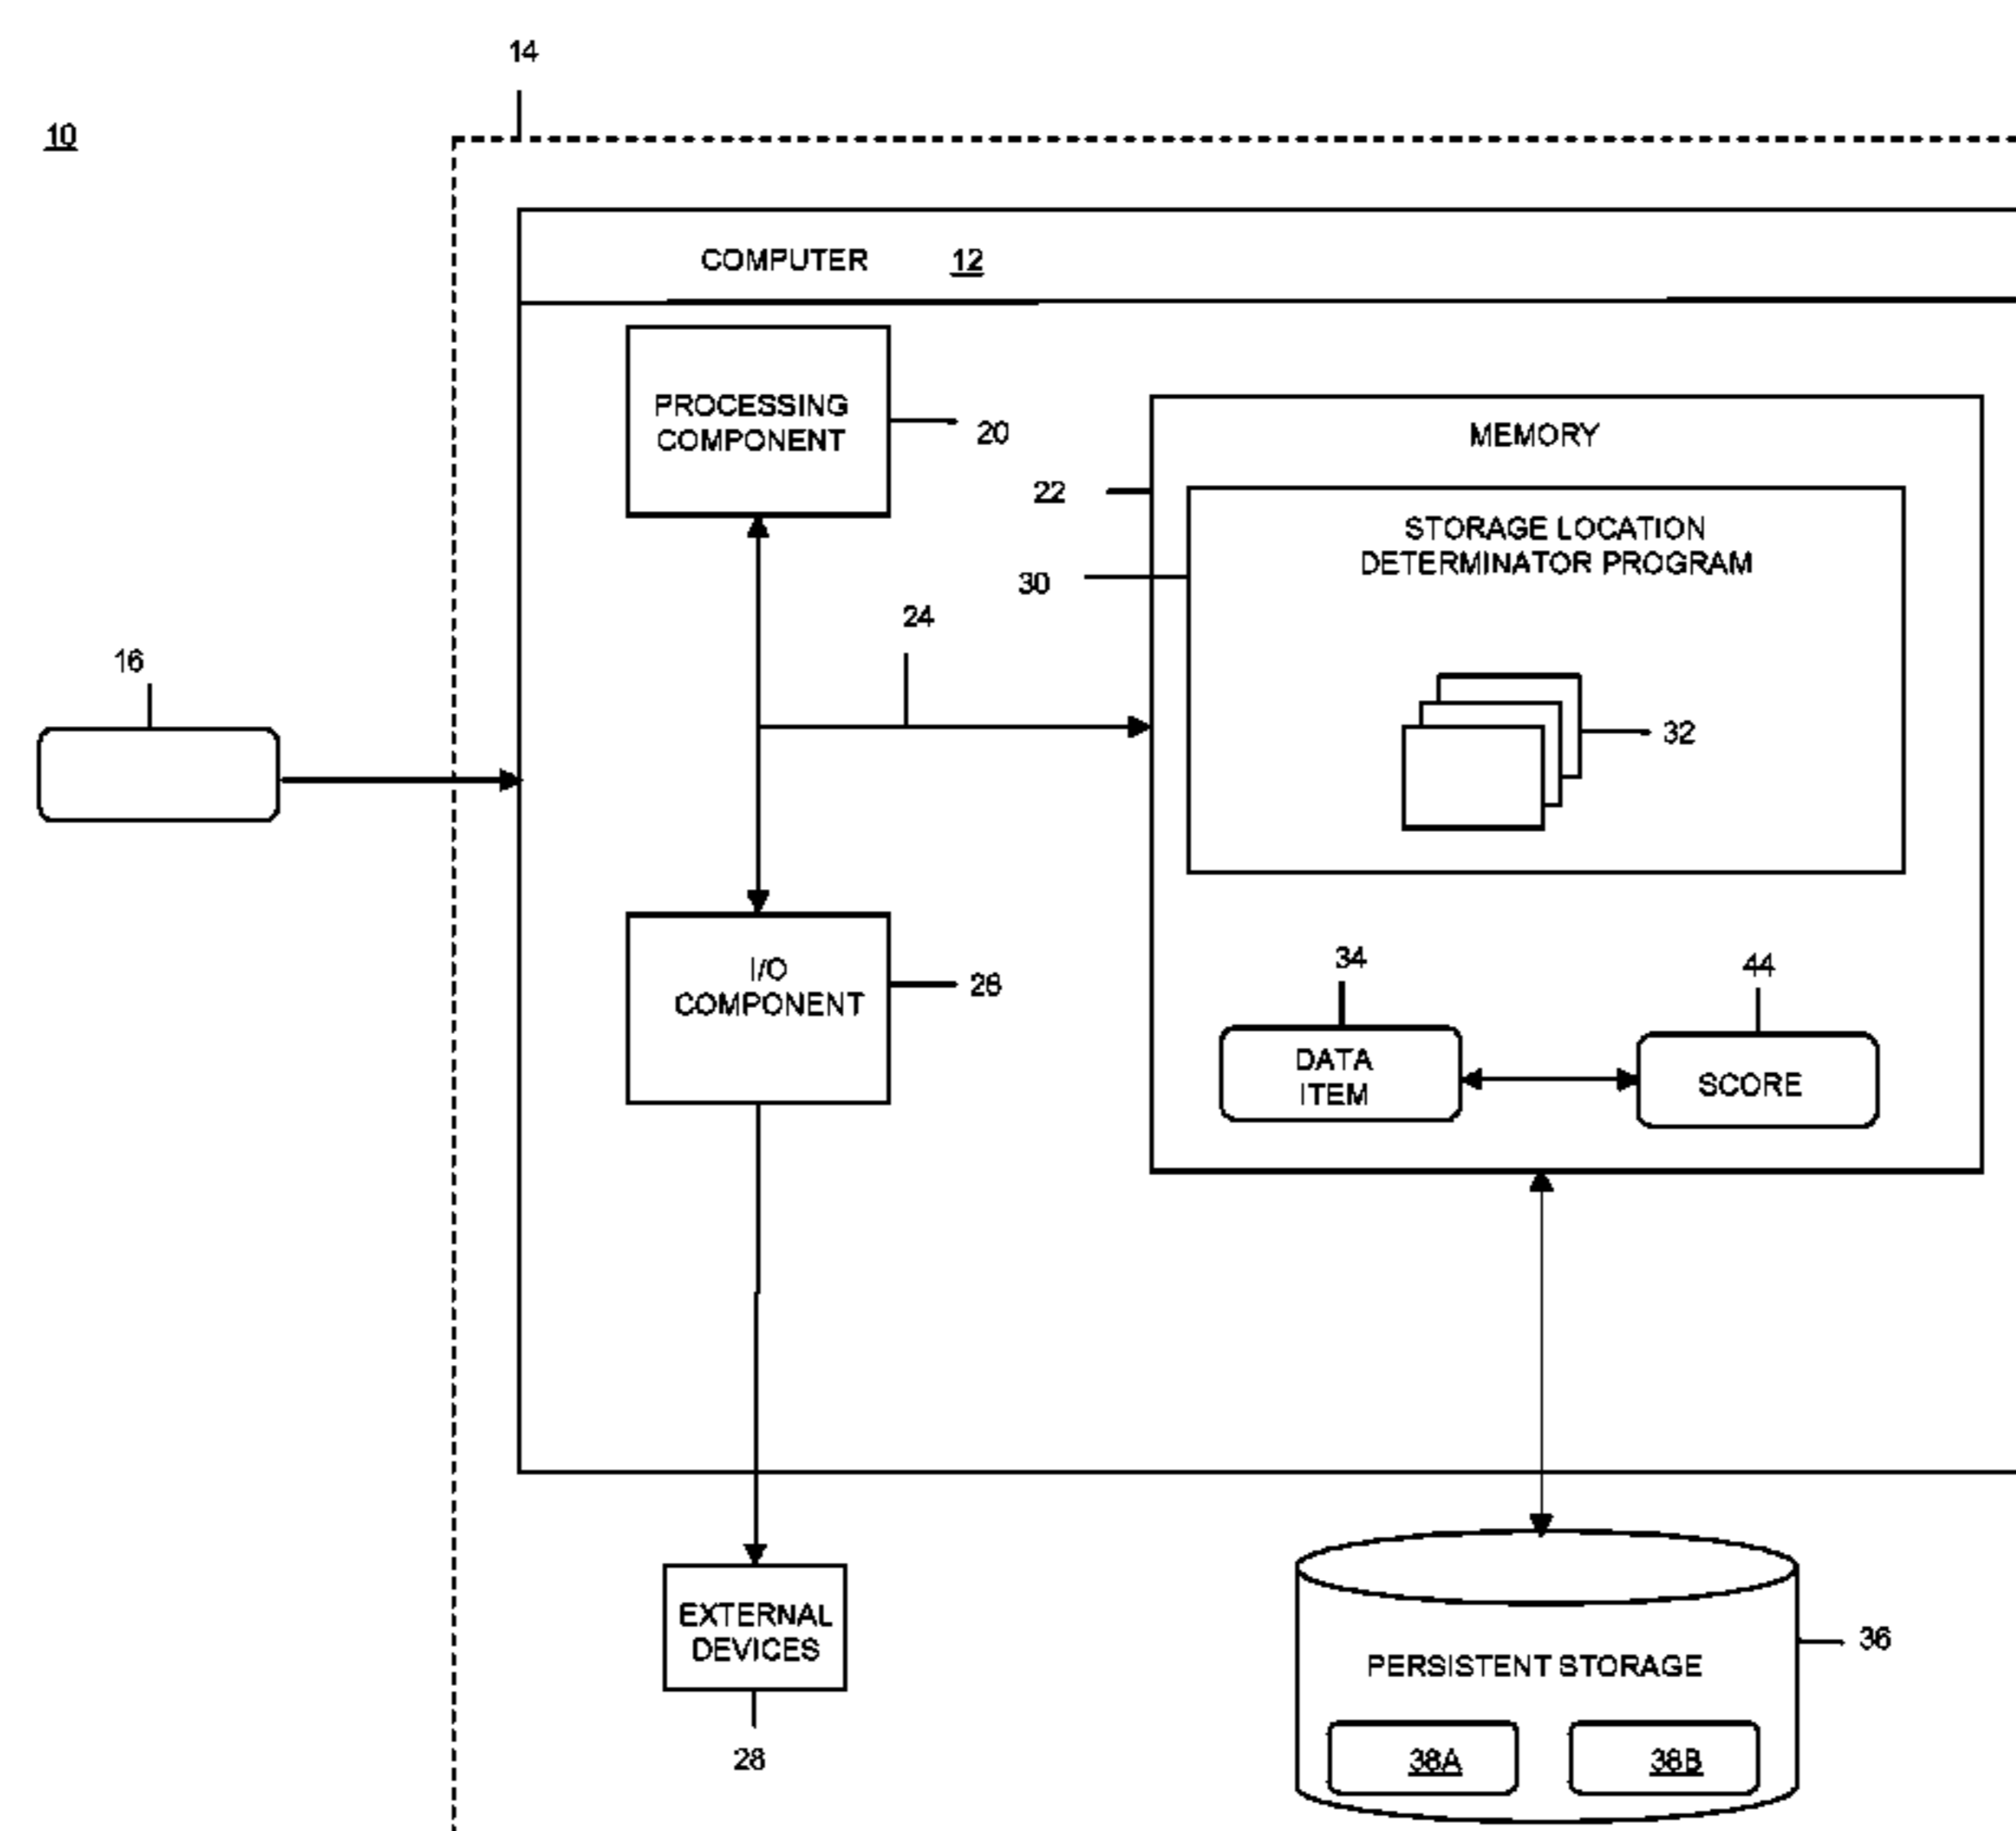 14
10
COMPUTER 12
PROCESSING
COMPONENT
20
MEMORY
22
STORAGE LOCATION
DETERMINATOR PROGRAM
30
24
16
32
I/O
COMPONENT
26
34
44
DATA
ITEM
SCORE
EXTERNAL
DEVICES
28
36
PERSISTENT STORAGE
38A
38B